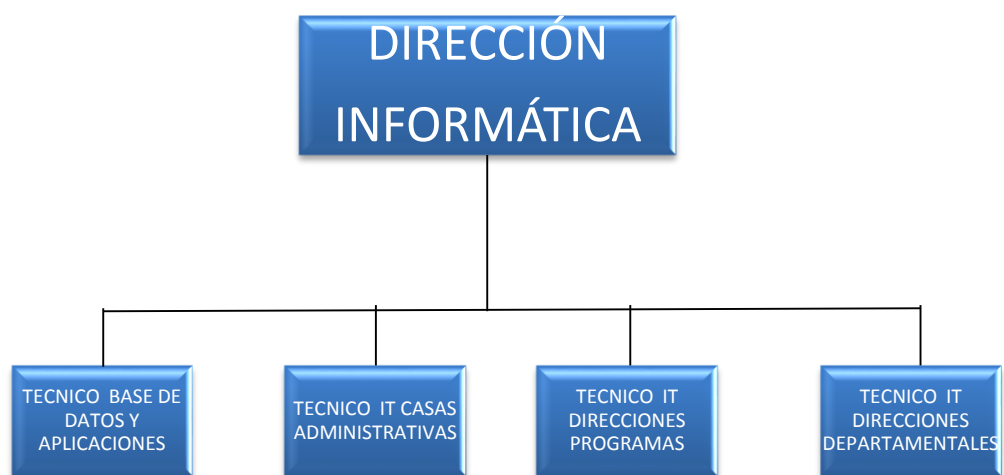 DIRECCIÓN
INFORMÁTICA
TECNICO BASE DE
DATOS Y
APLICACIONES
TECNICO IT CASAS
ADMINISTRATIVAS
TECNICO IT
DIRECCIONES
PROGRAMAS
TECNICO IT
DIRECCIONES
DEPARTAMENTALES